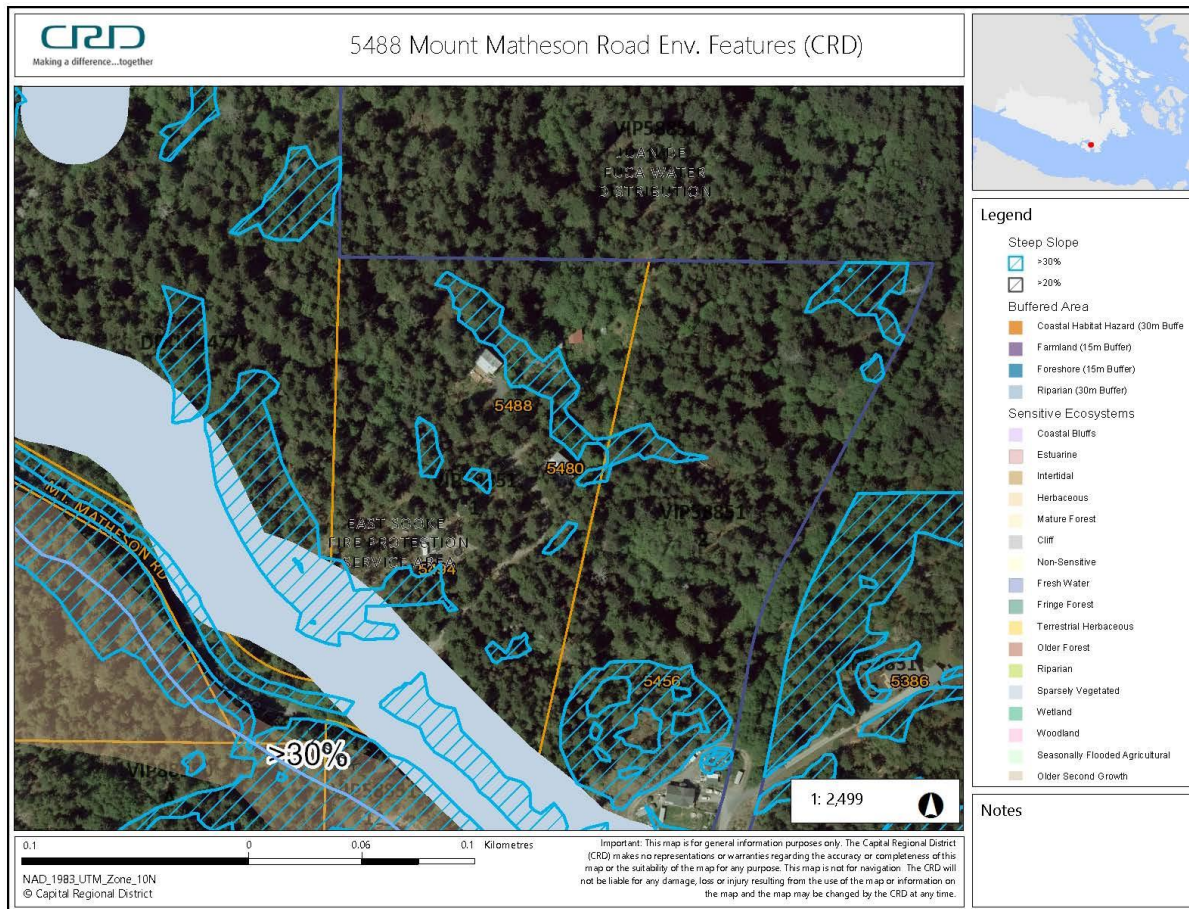 CRD
Making a difference...together
5488 Mount Matheson Road Env. Features (CRD)
VIP58851
JUAN DE
FUCA WATER
DISTRIBUTION
5488
5480
VIP58851
EAST SOOKE
FIRE PROTECTION
SERVICE AREA
5494
MT. MATHESON RD
5456
5386
>30%
1: 2,499
Legend
Steep Slope
>30%
>20%
Buffered Area
Coastal Habitat Hazard (30m Buffe
Farmland (15m Buffer)
Foreshore (15m Buffer)
Riparian (30m Buffer)
Sensitive Ecosystems
Coastal Bluffs
Estuarine
Intertidal
Herbaceous
Mature Forest
Cliff
Non-Sensitive
Fresh Water
Fringe Forest
Terrestrial Herbaceous
Older Forest
Riparian
Sparsely Vegetated
Wetland
Woodland
Seasonally Flooded Agricultural
Older Second Growth
Notes
0.1 0 0.06 0.1 Kilometres
NAD_1983_UTM_Zone_10N
© Capital Regional District
Important: This map is for general information purposes only. The Capital Regional District
(CRD) makes no representations or warranties regarding the accuracy or completeness of this
map or the suitability of the map for any purpose. This map is not for navigation. The CRD will
not be liable for any damage, loss or injury resulting from the use of the map or information on
the map and the map may be changed by the CRD at any time.